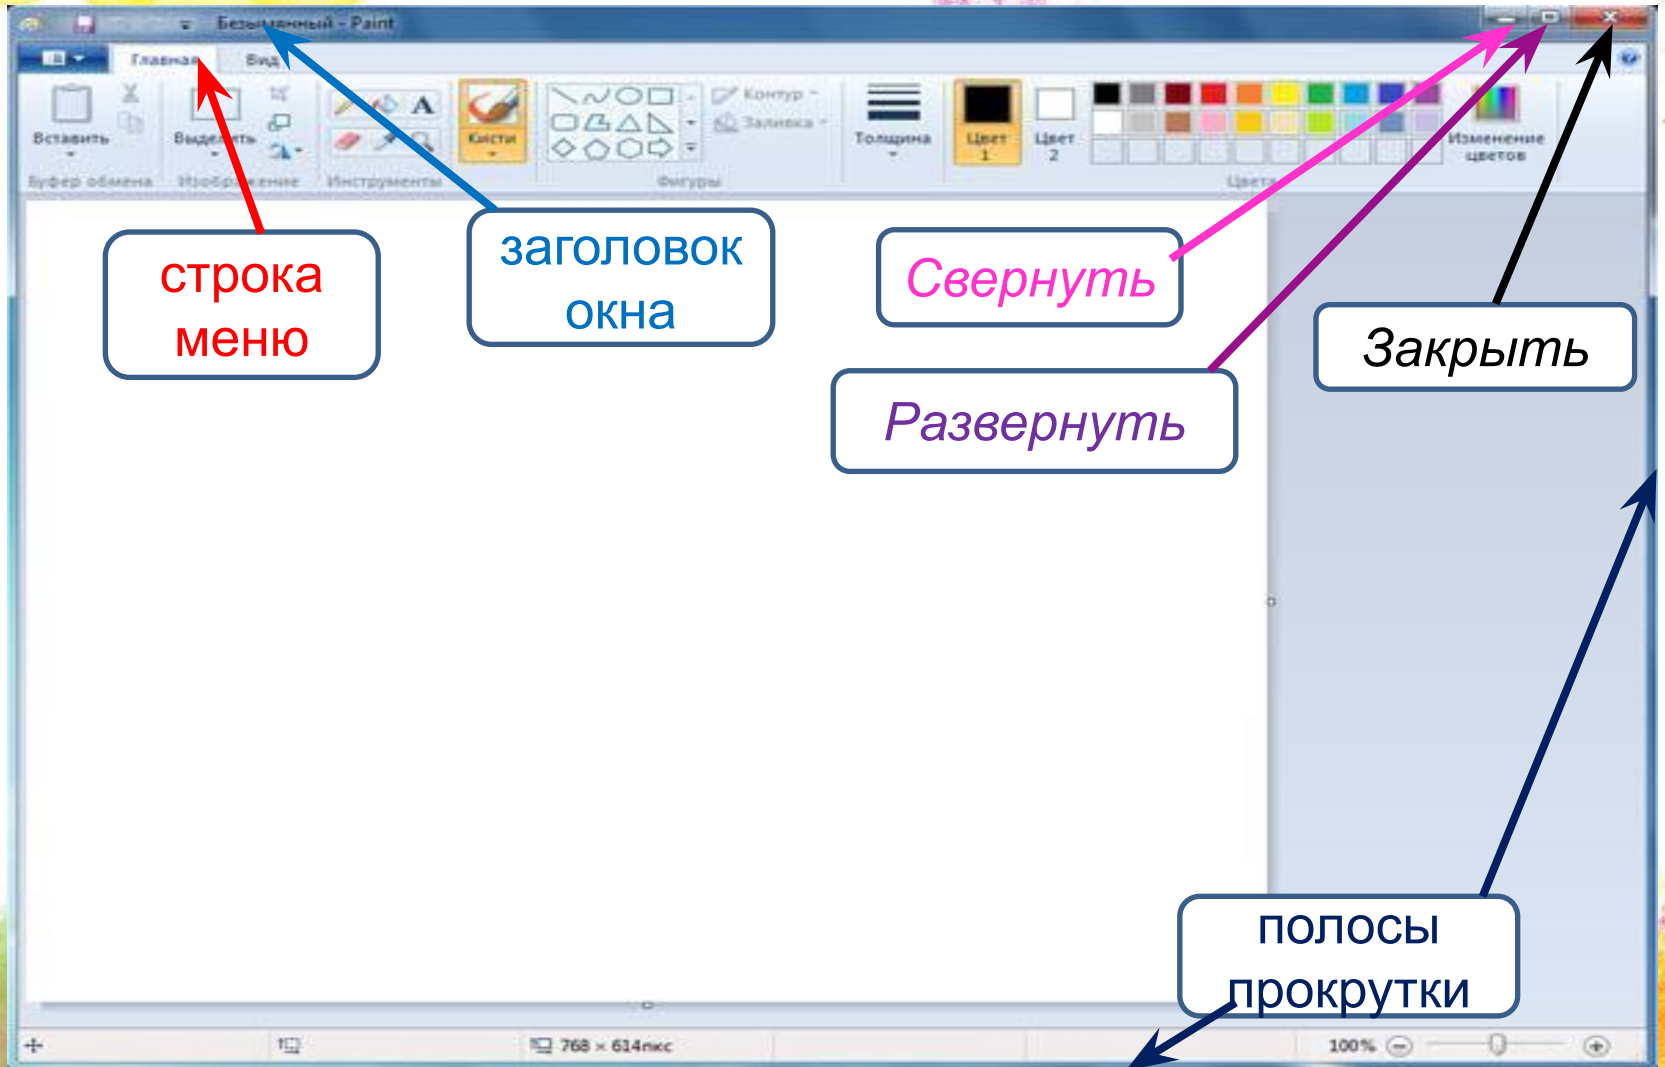 Безымянный - Paint
Главная Вид
Вставить
Выделить
A
Кисти
Контур
Заливка
Толщина
Цвет
1
Цвет
2
Изменение
цветов
Буфер обмена
Изображение
Инструменты
Фигуры
Цвета
строка
меню
заголовок
окна
Свернуть
Развернуть
Закрыть
полосы
прокрутки
768 × 614пкс
100%